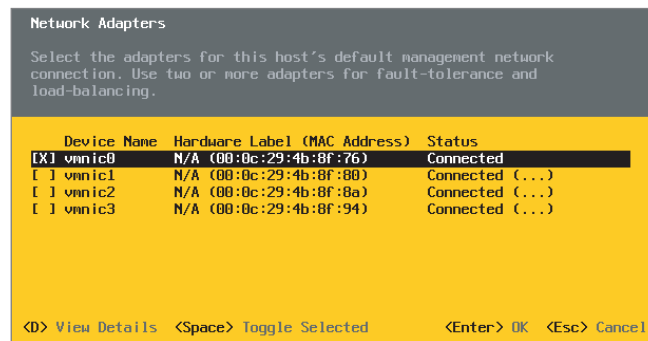 Network Adapters
Select the adapters for this host's default management network
connection. Use two or more adapters for fault-tolerance and
load-balancing.
Device Name Hardware Label (MAC Address) Status
[X] vmnic0 N/A (00:0c:29:4b:8f:76) Connected
[ ] vmnic1 N/A (00:0c:29:4b:8f:80) Connected (...)
[ ] vmnic2 N/A (00:0c:29:4b:8f:8a) Connected (...)
[ ] vmnic3 N/A (00:0c:29:4b:8f:94) Connected (...)
<D> View Details <Space> Toggle Selected <Enter> OK <Esc> Cancel